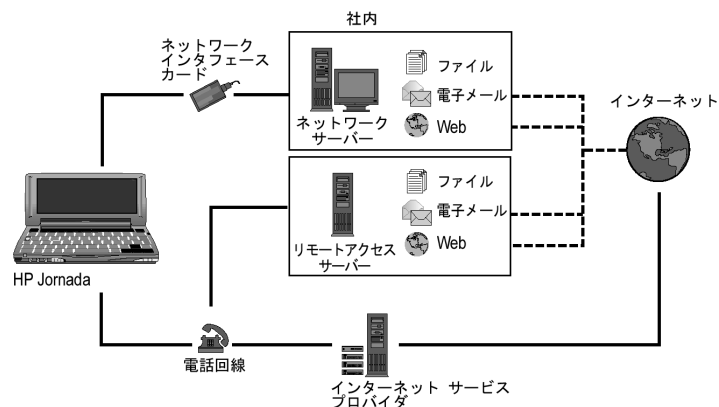 社内
ネットワーク
インタフェース
カード
ファイル
電子メール
Web
ネットワーク
サーバー
インターネット
ファイル
電子メール
Web
リモートアクセス
サーバー
HP Jornada
電話回線
インターネット サービス
プロバイダ